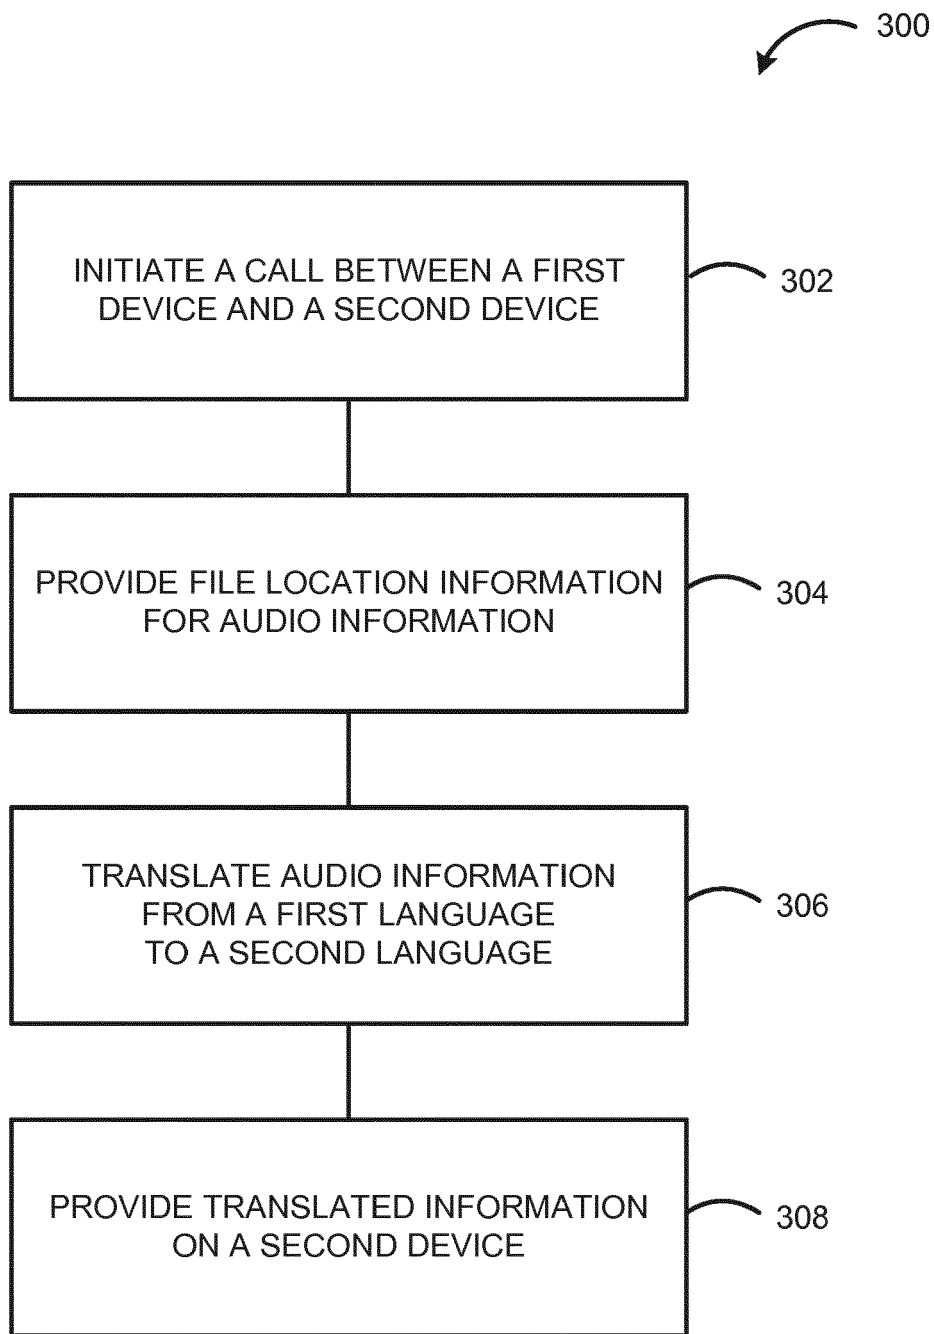 300
INITIATE A CALL BETWEEN A FIRST
DEVICE AND A SECOND DEVICE
302
PROVIDE FILE LOCATION INFORMATION
FOR AUDIO INFORMATION
304
TRANSLATE AUDIO INFORMATION
FROM A FIRST LANGUAGE
TO A SECOND LANGUAGE
306
PROVIDE TRANSLATED INFORMATION
ON A SECOND DEVICE
308